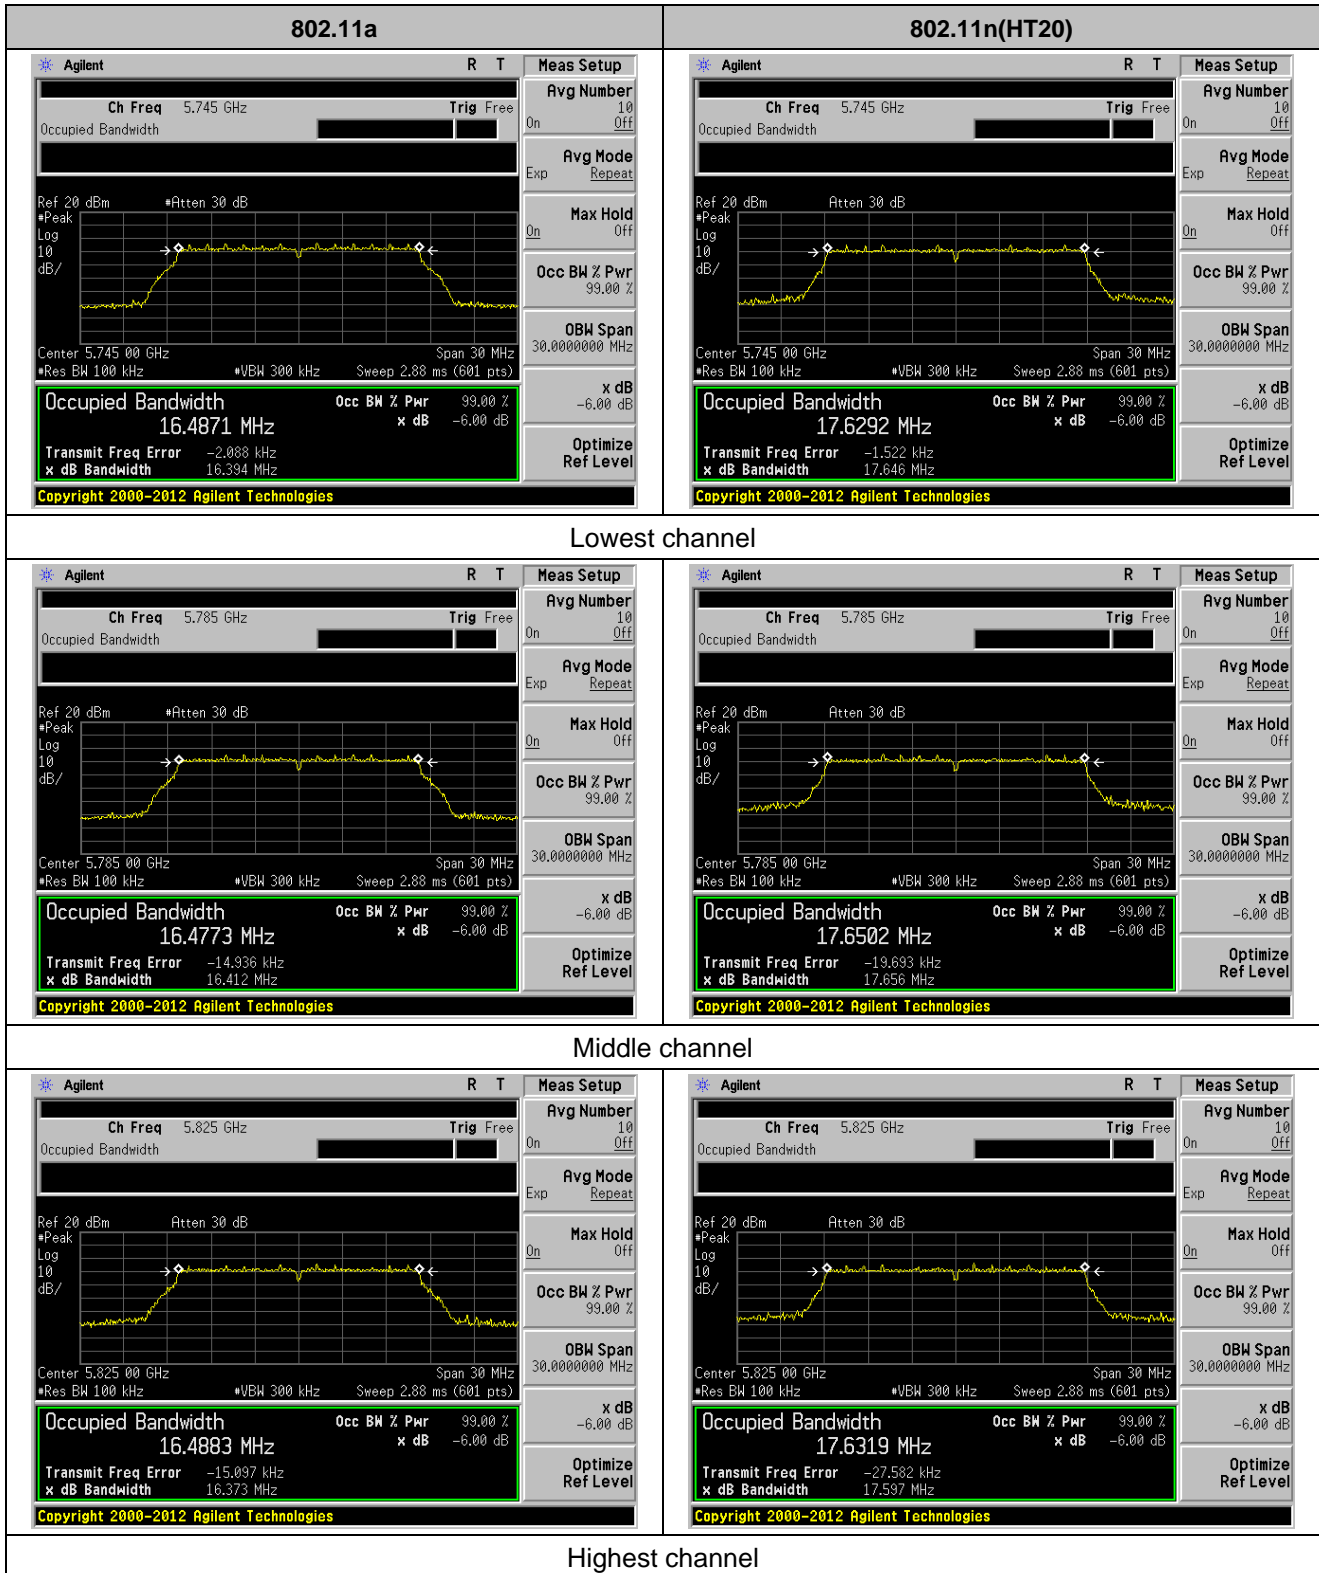 802.11a
802.11n(HT20)
Agilent R T Meas Setup
Ch Freq 5.745 GHz Trig Free
Occupied Bandwidth
Avg Number
10
On Off
Avg Mode
Exp Repeat
Ref 20 dBm #Atten 30 dB
#Peak
Log
10
dB/
Max Hold
On Off
Occ BW % Pwr
99.00 %
OBW Span
30.0000000 MHz
Center 5.745 00 GHz Span 30 MHz
#Res BW 100 kHz #VBW 300 kHz Sweep 2.88 ms (601 pts)
x dB
-6.00 dB
Occupied Bandwidth Occ BW % Pwr 99.00 %
16.4871 MHz x dB -6.00 dB
Transmit Freq Error -2.088 kHz
x dB Bandwidth 16.394 MHz
Optimize
Ref Level
Copyright 2000-2012 Agilent Technologies
Agilent R T Meas Setup
Ch Freq 5.745 GHz Trig Free
Occupied Bandwidth
Avg Number
10
On Off
Avg Mode
Exp Repeat
Ref 20 dBm Atten 30 dB
#Peak
Log
10
dB/
Max Hold
On Off
Occ BW % Pwr
99.00 %
OBW Span
30.0000000 MHz
Center 5.745 00 GHz Span 30 MHz
#Res BW 100 kHz #VBW 300 kHz Sweep 2.88 ms (601 pts)
x dB
-6.00 dB
Occupied Bandwidth Occ BW % Pwr 99.00 %
17.6292 MHz x dB -6.00 dB
Transmit Freq Error -1.522 kHz
x dB Bandwidth 17.646 MHz
Optimize
Ref Level
Copyright 2000-2012 Agilent Technologies
Lowest channel
Agilent R T Meas Setup
Ch Freq 5.785 GHz Trig Free
Occupied Bandwidth
Avg Number
10
On Off
Avg Mode
Exp Repeat
Ref 20 dBm #Atten 30 dB
#Peak
Log
10
dB/
Max Hold
On Off
Occ BW % Pwr
99.00 %
OBW Span
30.0000000 MHz
Center 5.785 00 GHz Span 30 MHz
#Res BW 100 kHz #VBW 300 kHz Sweep 2.88 ms (601 pts)
x dB
-6.00 dB
Occupied Bandwidth Occ BW % Pwr 99.00 %
16.4773 MHz x dB -6.00 dB
Transmit Freq Error -14.936 kHz
x dB Bandwidth 16.412 MHz
Optimize
Ref Level
Copyright 2000-2012 Agilent Technologies
Agilent R T Meas Setup
Ch Freq 5.785 GHz Trig Free
Occupied Bandwidth
Avg Number
10
On Off
Avg Mode
Exp Repeat
Ref 20 dBm Atten 30 dB
#Peak
Log
10
dB/
Max Hold
On Off
Occ BW % Pwr
99.00 %
OBW Span
30.0000000 MHz
Center 5.785 00 GHz Span 30 MHz
#Res BW 100 kHz #VBW 300 kHz Sweep 2.88 ms (601 pts)
x dB
-6.00 dB
Occupied Bandwidth Occ BW % Pwr 99.00 %
17.6502 MHz x dB -6.00 dB
Transmit Freq Error -19.693 kHz
x dB Bandwidth 17.656 MHz
Optimize
Ref Level
Copyright 2000-2012 Agilent Technologies
Middle channel
Agilent R T Meas Setup
Ch Freq 5.825 GHz Trig Free
Occupied Bandwidth
Avg Number
10
On Off
Avg Mode
Exp Repeat
Ref 20 dBm Atten 30 dB
#Peak
Log
10
dB/
Max Hold
On Off
Occ BW % Pwr
99.00 %
OBW Span
30.0000000 MHz
Center 5.825 00 GHz Span 30 MHz
#Res BW 100 kHz #VBW 300 kHz Sweep 2.88 ms (601 pts)
x dB
-6.00 dB
Occupied Bandwidth Occ BW % Pwr 99.00 %
16.4883 MHz x dB -6.00 dB
Transmit Freq Error -15.097 kHz
x dB Bandwidth 16.373 MHz
Optimize
Ref Level
Copyright 2000-2012 Agilent Technologies
Agilent R T Meas Setup
Ch Freq 5.825 GHz Trig Free
Occupied Bandwidth
Avg Number
10
On Off
Avg Mode
Exp Repeat
Ref 20 dBm Atten 30 dB
#Peak
Log
10
dB/
Max Hold
On Off
Occ BW % Pwr
99.00 %
OBW Span
30.0000000 MHz
Center 5.825 00 GHz Span 30 MHz
#Res BW 100 kHz #VBW 300 kHz Sweep 2.88 ms (601 pts)
x dB
-6.00 dB
Occupied Bandwidth Occ BW % Pwr 99.00 %
17.6319 MHz x dB -6.00 dB
Transmit Freq Error -27.582 kHz
x dB Bandwidth 17.597 MHz
Optimize
Ref Level
Copyright 2000-2012 Agilent Technologies
Highest channel